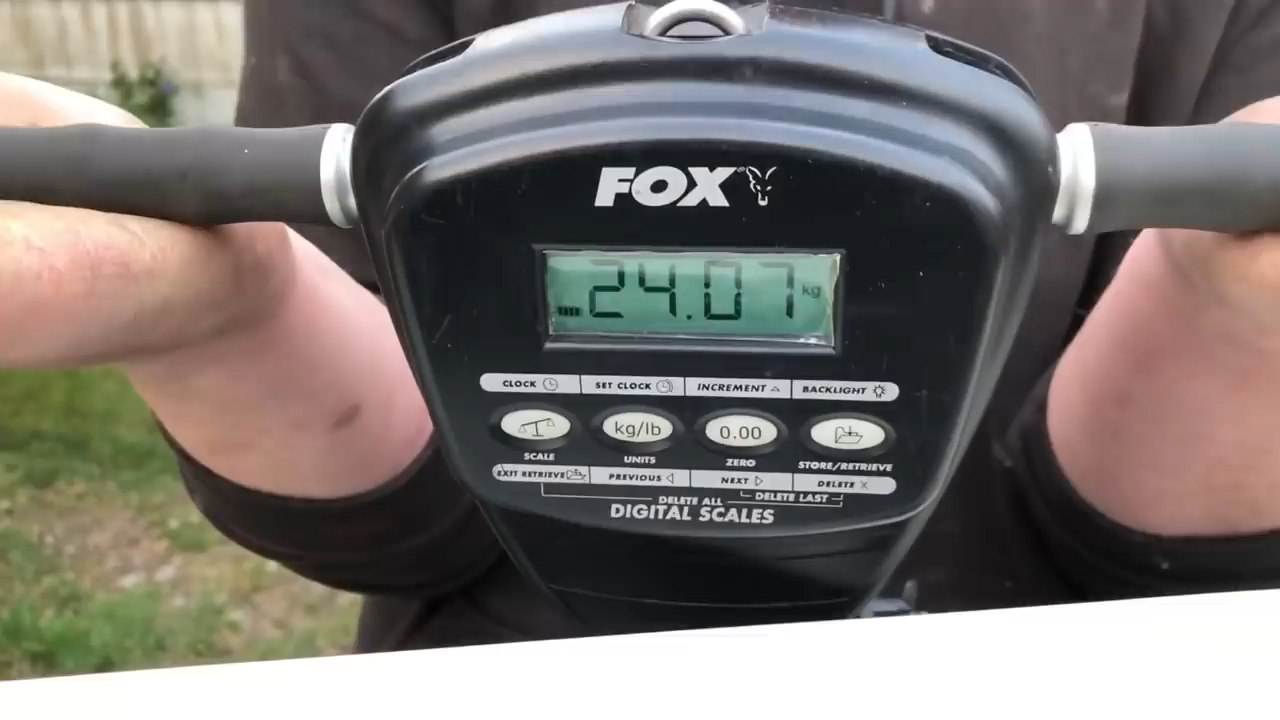 FOX
24.07 kg
CLOCK SET CLOCK INCREMENT BACKLIGHT
kg/lb 0.00
SCALE UNITS ZERO STORE/RETRIEVE
EXIT RETRIEVE PREVIOUS NEXT DELETE
DELETE ALL DELETE LAST
DIGITAL SCALES